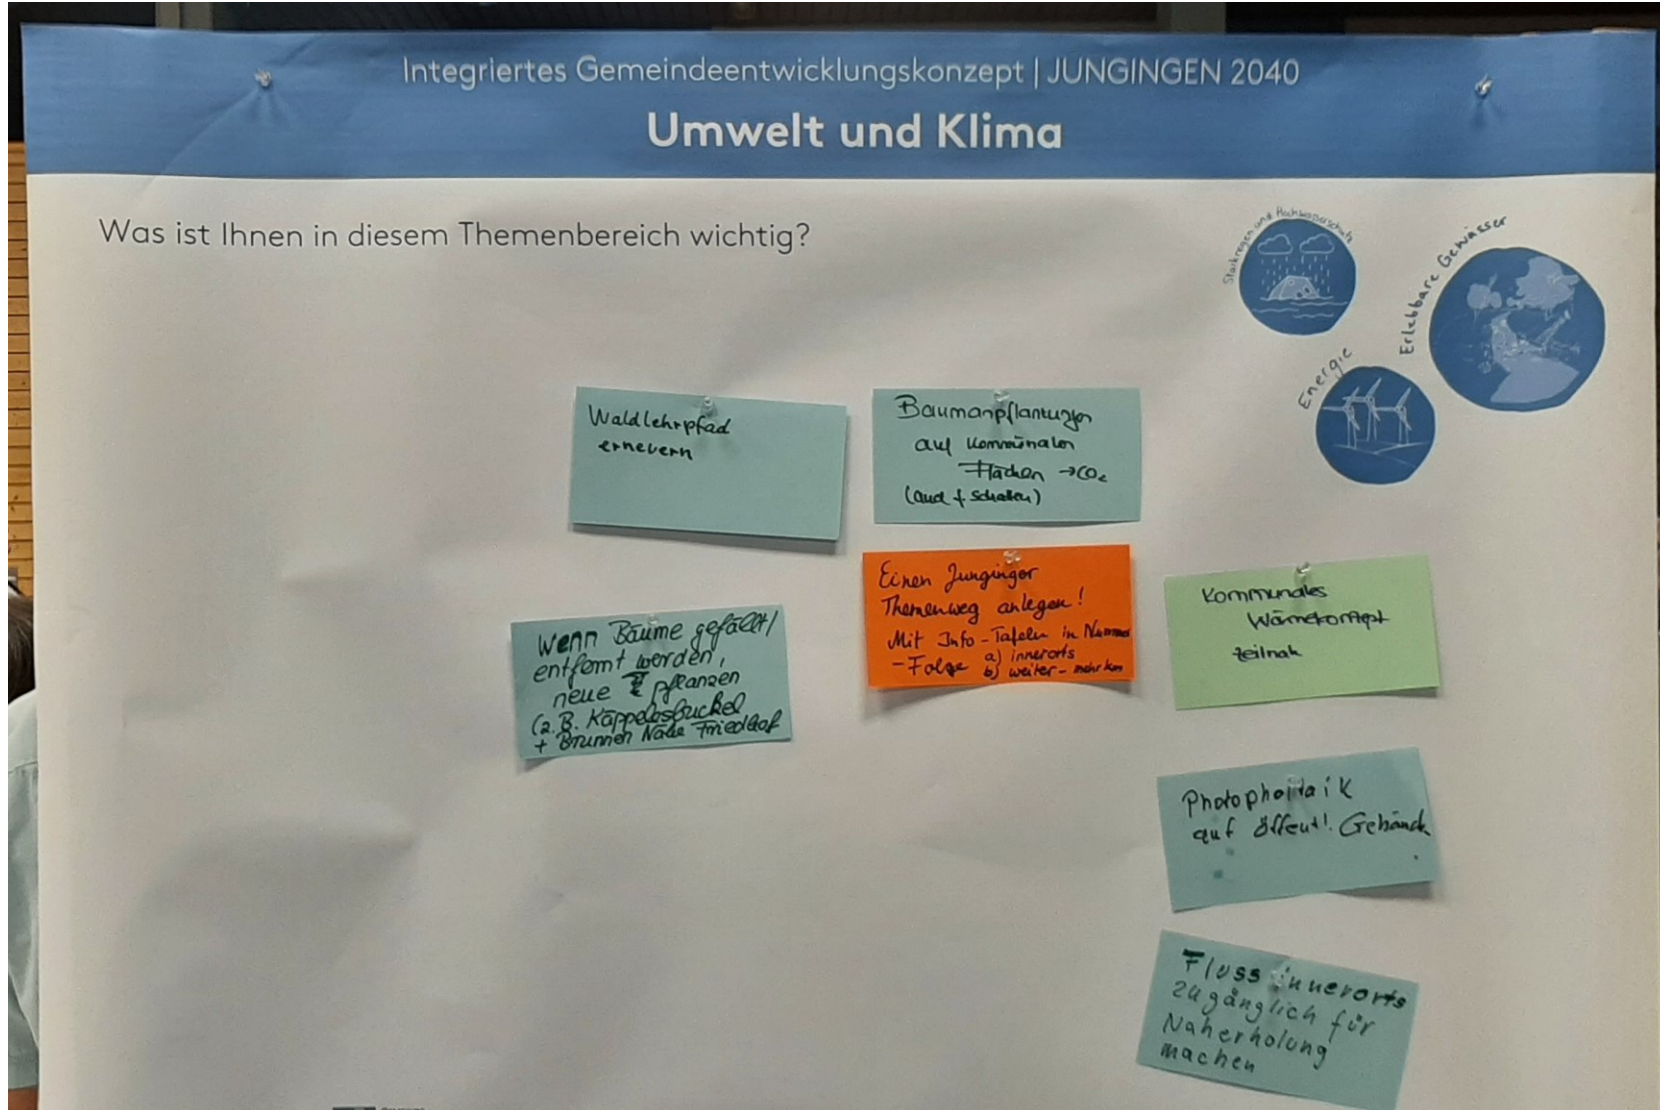 Integriertes Gemeindeentwicklungskonzept | JUNGINGEN 2040
Umwelt und Klima
Was ist Ihnen in diesem Themenbereich wichtig?
Starkregen und Hochwasserschutz
Erlebbare Gewässer
Energie
Waldlehrpfad
erneuern
Baumanpflanzungen
auf kommunalen
Flächen → CO₂
(auch f. Schatten)
Einen Junginger
Themenweg anlegen!
Mit Info-Tafeln in Nummer
-Folge a) innerorts
b) weiter - mehr km
Kommunales
Wärmekonzept
zeitnah
Wenn Bäume gefällt/
entfernt werden,
neue pflanzen
(z.B. Käppelesbuckel
+ Brunnen Nähe Friedhof
auf öffentl. Gebäude
Fluss innerorts
zugänglich für
Naherholung
machen